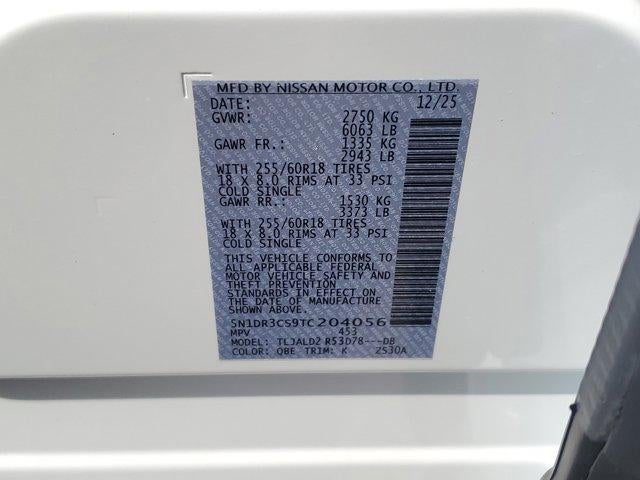 MFD BY NISSAN MOTOR CO., LTD.
DATE: 12/25
GVWR: 2750 KG
6063 LB
GAWR FR.: 1335 KG
2943 LB
WITH 255/60R18 TIRES
18 X 8.0 RIMS AT 33 PSI
COLD SINGLE
GAWR RR.: 1530 KG
3373 LB
WITH 255/60R18 TIRES
18 X 8.0 RIMS AT 33 PSI
COLD SINGLE
THIS VEHICLE CONFORMS TO
ALL APPLICABLE FEDERAL
MOTOR VEHICLE SAFETY AND
THEFT PREVENTION
STANDARDS IN EFFECT ON
THE DATE OF MANUFACTURE
SHOWN ABOVE.
5N1DR3CS9TC204056
MPV 453
MODEL: TLJALD2 R53D78---DB
COLOR: QBE TRIM: K ZS30A